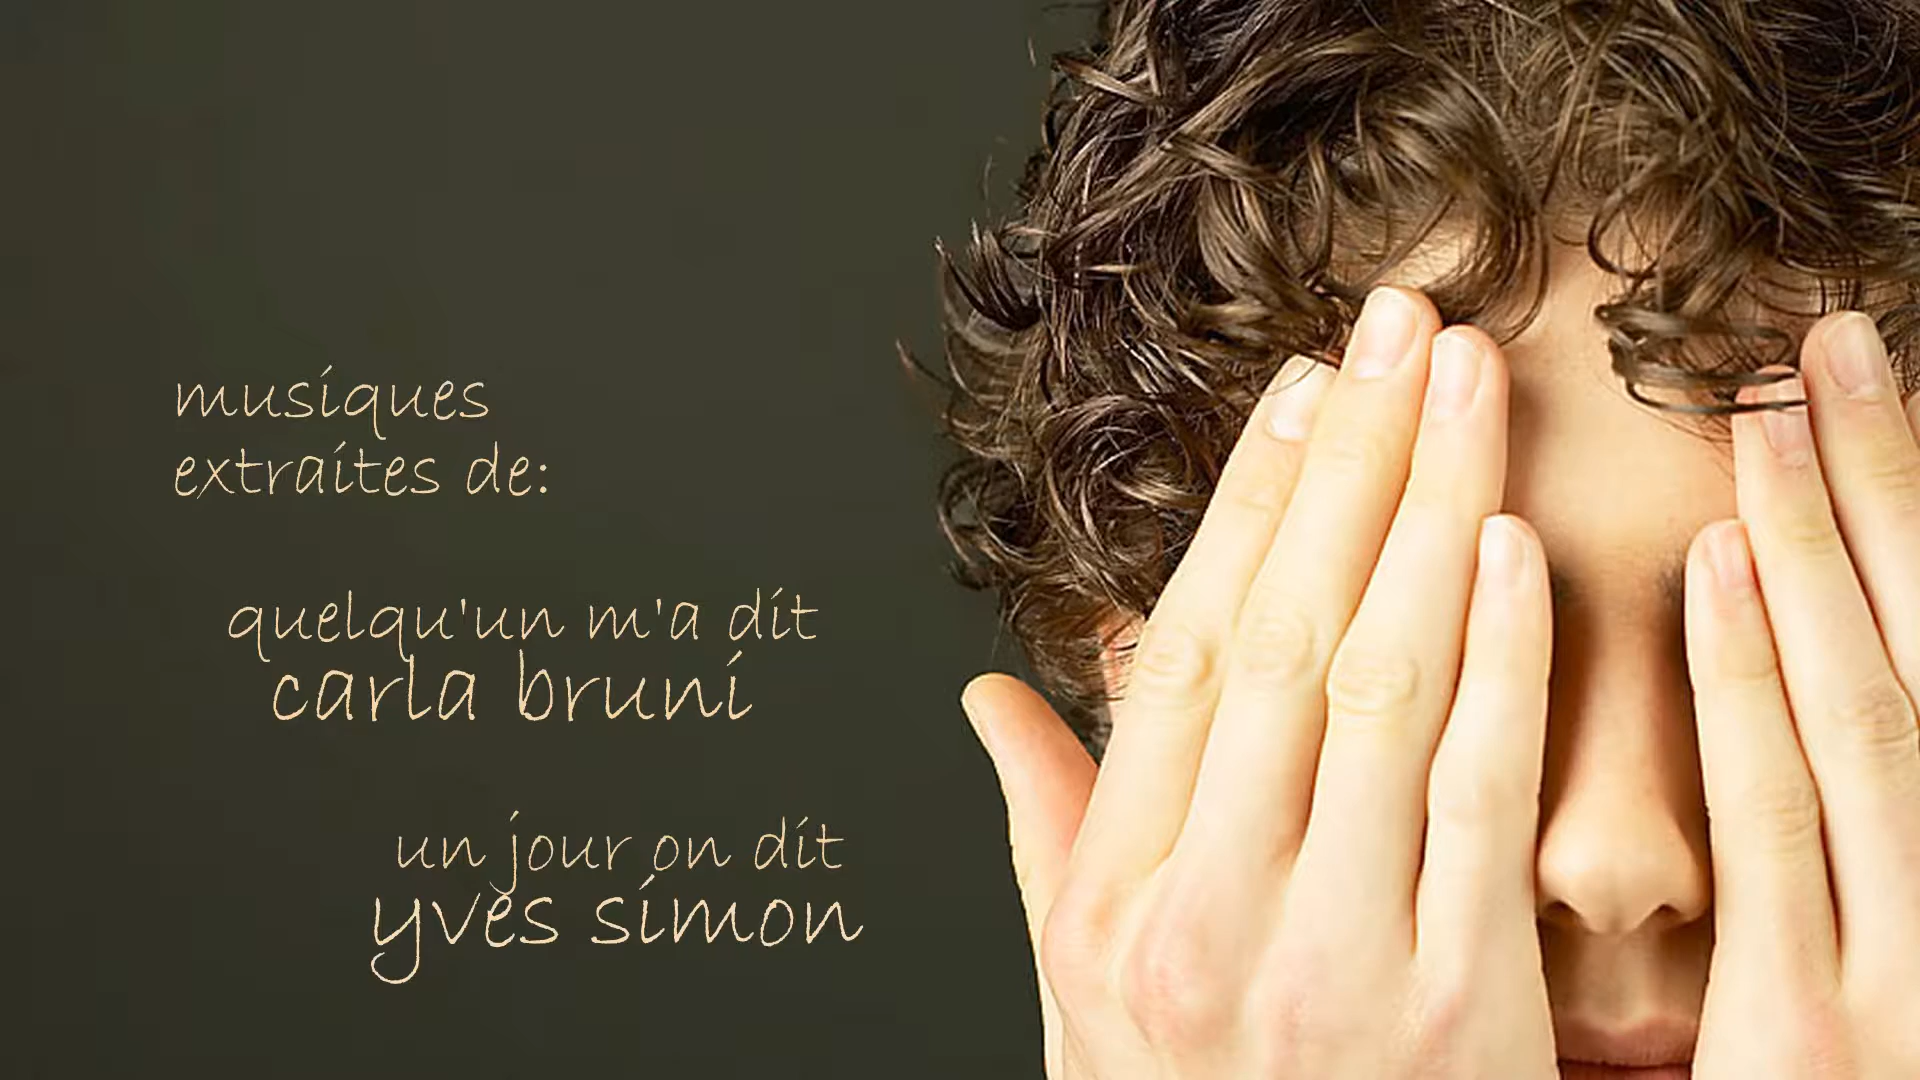 musiques
extraites de:
quelqu'un m'a dit
carla bruni
un jour on dit
yves simon